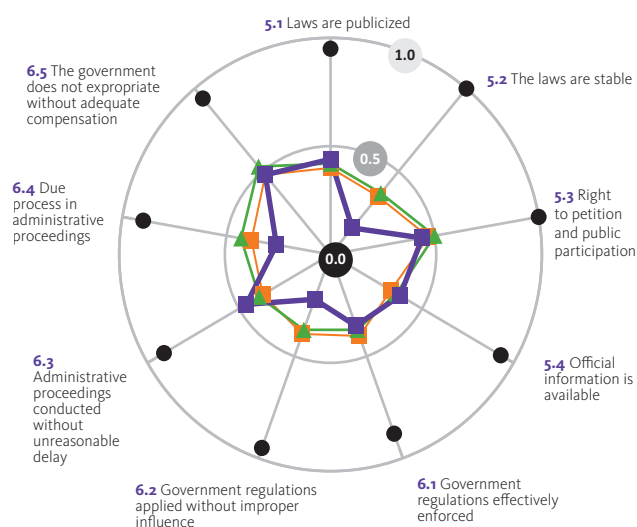 5.1 Laws are publicized
1.0
5.2 The laws are stable
0.5
5.3 Right
to petition
and public
participation
0.0
5.4 Official
information is
available
6.1 Government
regulations effectively
enforced
6.2 Government regulations
applied without improper
influence
6.3
Administrative
proceedings
conducted
without
unreasonable
delay
6.4 Due
process in
administrative
proceedings
6.5 The government
does not expropriate
without adequate
compensation